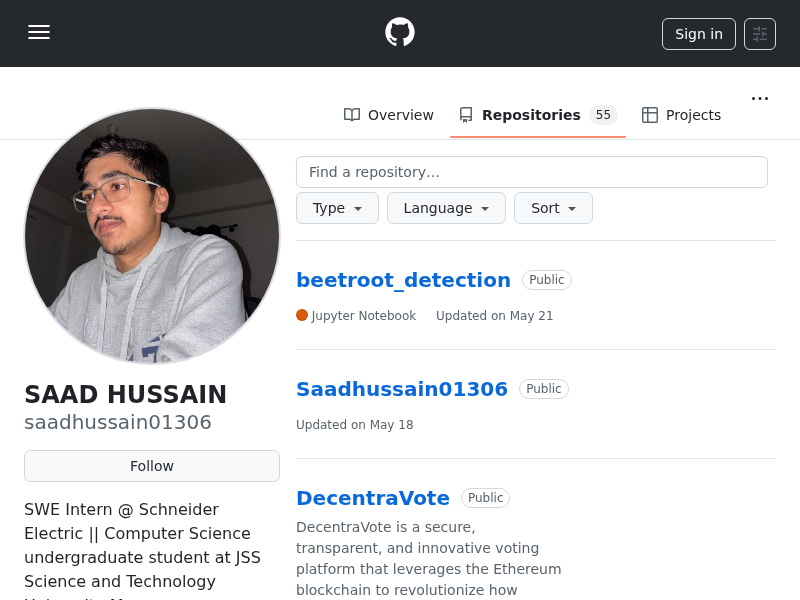 Sign in
Overview
Repositories 55
Projects
Find a repository…
Type
Language
Sort
beetroot_detection Public
Jupyter Notebook Updated on May 21
Saadhussain01306 Public
Updated on May 18
DecentraVote Public
DecentraVote is a secure,
transparent, and innovative voting
platform that leverages the Ethereum
blockchain to revolutionize how
SAAD HUSSAIN
saadhussain01306
Follow
SWE Intern @ Schneider
Electric || Computer Science
undergraduate student at JSS
Science and Technology